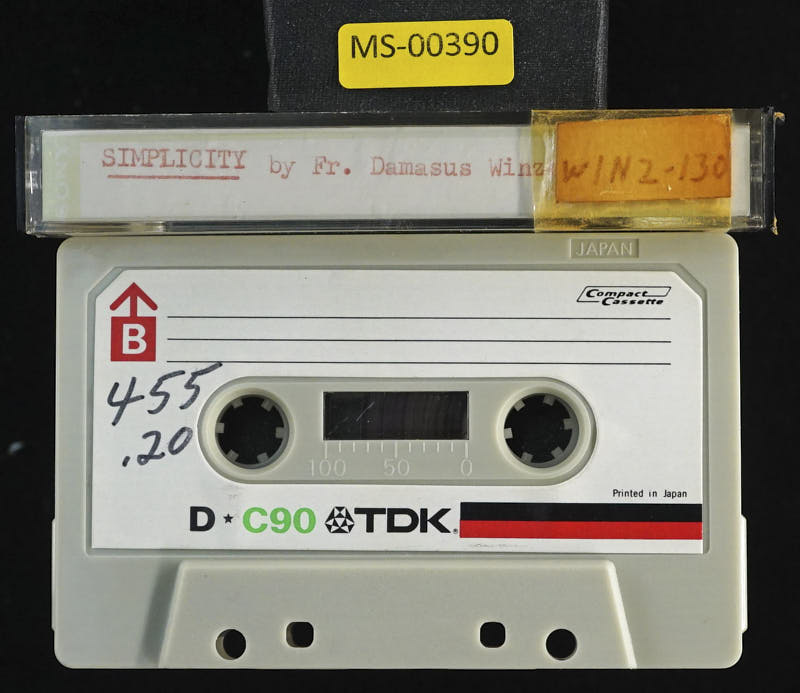 MS-00390
SONY
SIMPLICITY by Fr. Damasus Winz
WINZ-130
JAPAN
Compact Cassette
B
455
.20
100 50 0
Printed in Japan
D★C90 TDK®